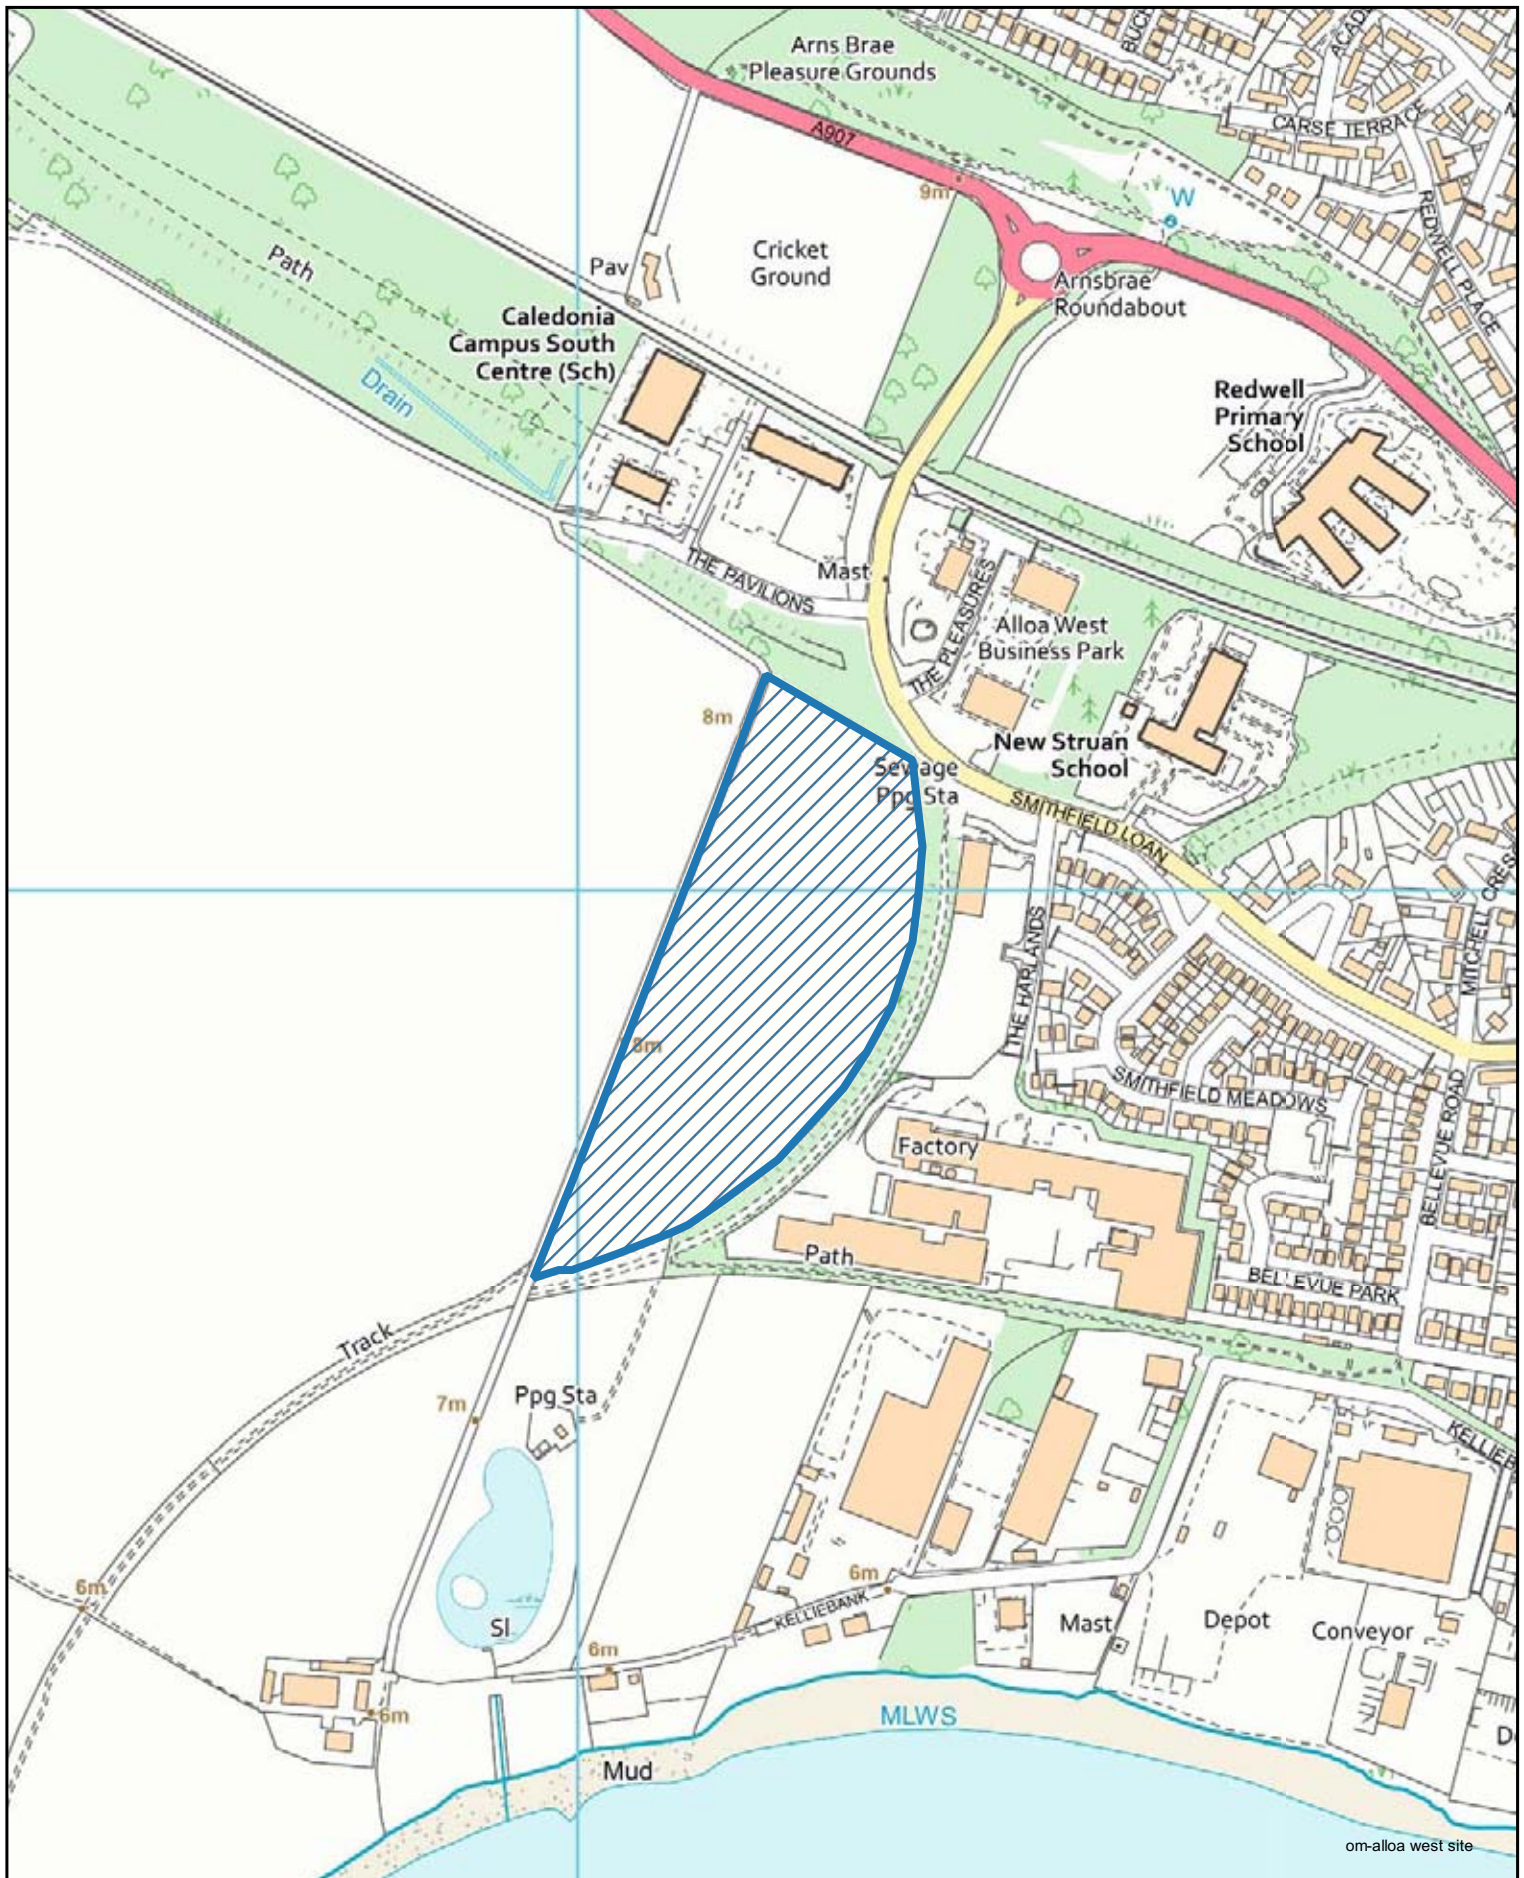 Arns Brae
Pleasure Grounds
BUCH
ACAD
CARSE TERRACE
A907
9m
W
REDWELL PLACE
Path
Pav
Cricket
Ground
Arnsbrae
Roundabout
Caledonia
Campus South
Centre (Sch)
Drain
Redwell
Primary
School
THE PAVILIONS
Mast
THE PLEASURES
Alloa West
Business Park
8m
New Struan
School
Sewage
Ppg Sta
SMITHFIELD LOAN
MITCHELL CRES
THE HARLANDS
8m
SMITHFIELD MEADOWS
BELLEVUE ROAD
Factory
Path
BELLEVUE PARK
Track
7m
Ppg Sta
KELLIEB
6m
6m
Sl
KELLIEBANK
Mast
Depot
Conveyor
6m
6m
MLWS
D
Mud
om-alloa west site